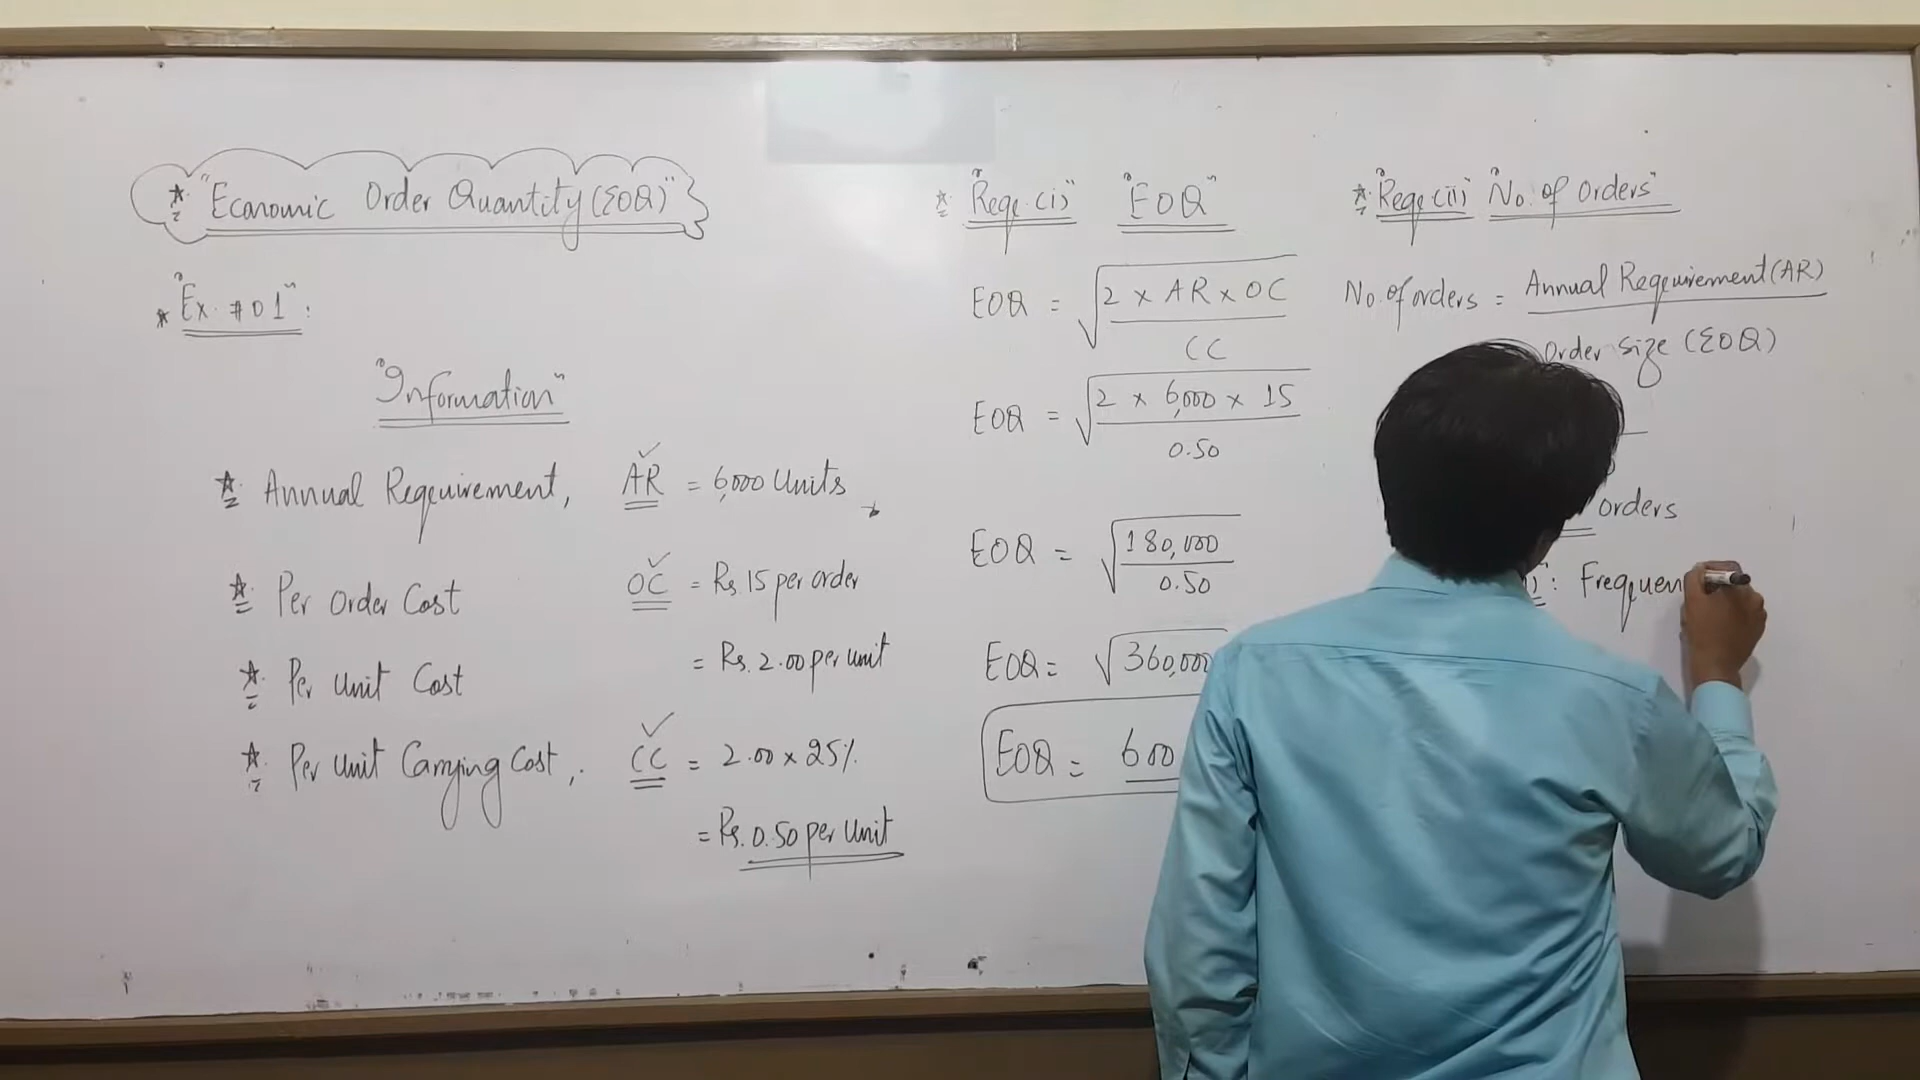 * "Economic Order Quantity (EOQ)"
* "Ex. #01":
"Information"
* Annual Requirement, AR = 6,000 Units
* Per Order Cost OC = Rs. 15 per order
* Per Unit Cost = Rs. 2.00 per unit
* Per Unit Carrying Cost, CC = 2.00 × 25%
= Rs. 0.50 per Unit
* "Reqe. (i)" "EOQ"
EOQ = √2 × AR × OC
CC
EOQ = √2 × 6,000 × 15
0.50
EOQ = √180,000
0.50
EOQ = √360,000
EOQ = 600
* "Reqe (ii) "No. of Orders"
No. of orders = Annual Requirement (AR)
Order Size (EOQ)
orders
: Frequen